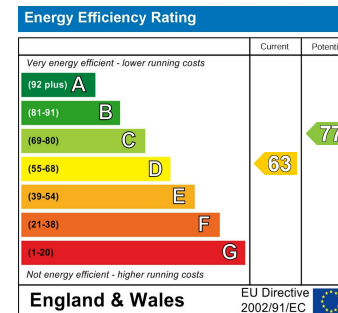 Energy Efficiency Rating
Current Potenti
Very energy efficient - lower running costs
(92 plus) A
(81-91) B
(69-80) C
77
(55-68) D
63
(39-54) E
(21-38) F
(1-20) G
Not energy efficient - higher running costs
England & Wales
EU Directive
2002/91/EC